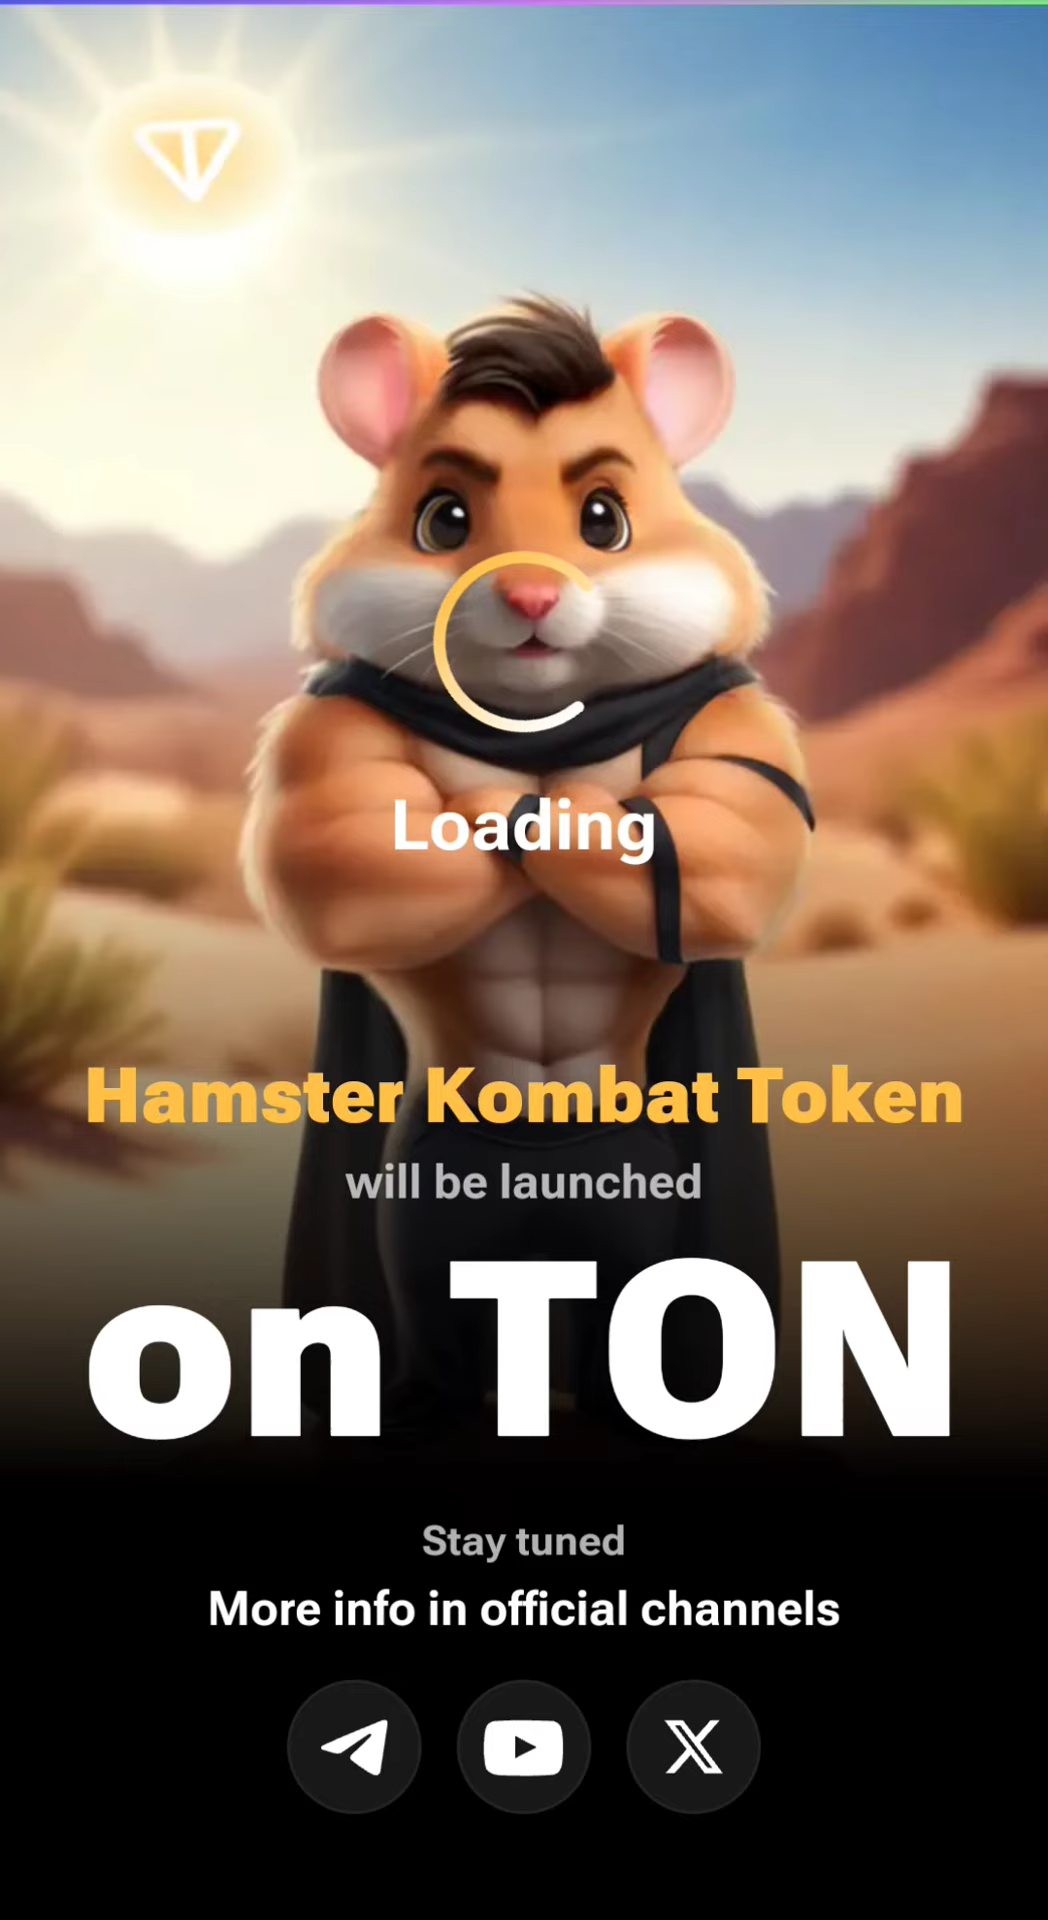 Loading
Hamster Kombat Token
will be launched
on TON
Stay tuned
More info in official channels